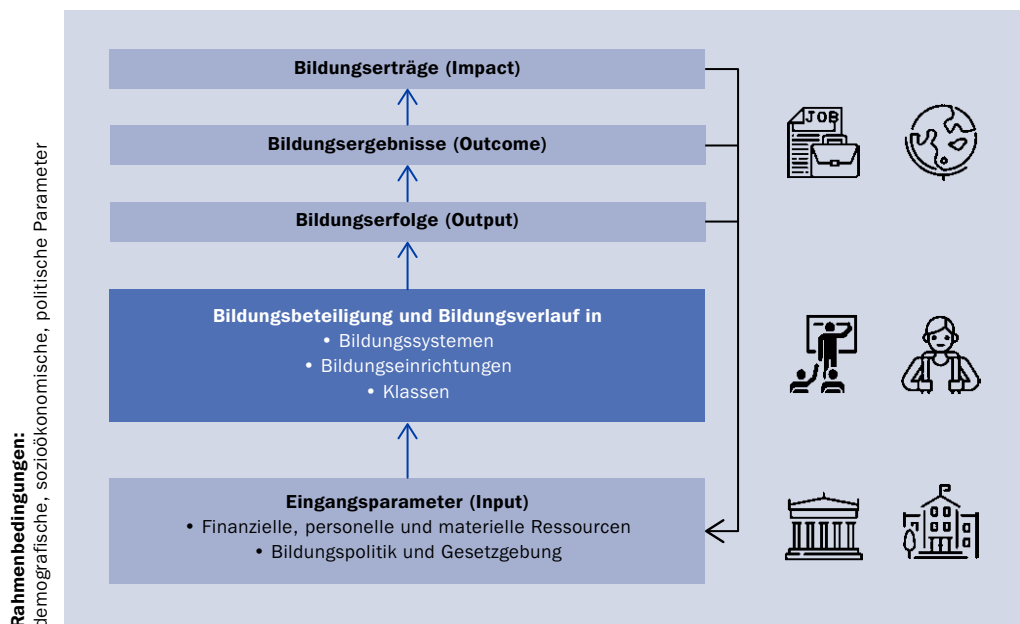 Bildungserträge (Impact)
Bildungsergebnisse (Outcome)
JOB
Bildungserfolge (Output)
Bildungsbeteiligung und Bildungsverlauf in
• Bildungssystemen
• Bildungseinrichtungen
• Klassen
Eingangsparameter (Input)
• Finanzielle, personelle und materielle Ressourcen
• Bildungspolitik und Gesetzgebung
Rahmenbedingungen:
demografische, sozioökonomische, politische Parameter